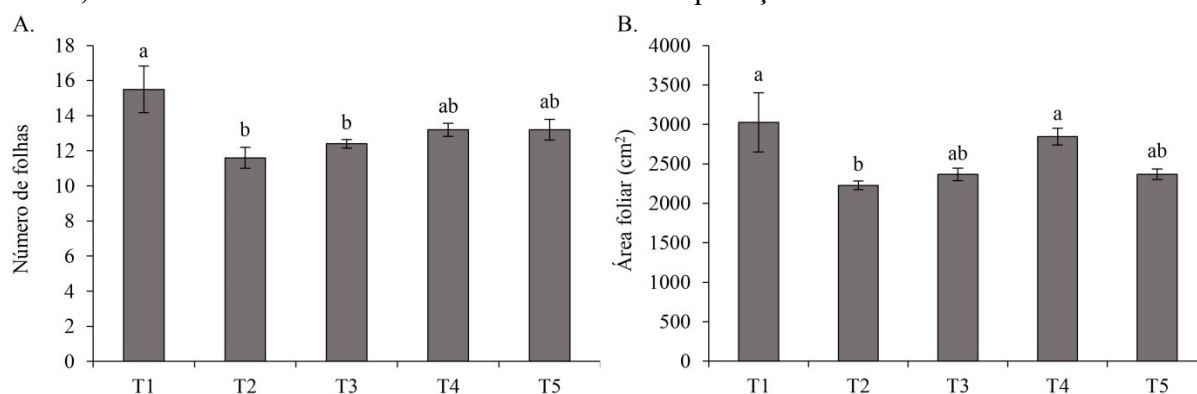 A.
18
16
14
12
10
8
6
4
2
0
Número de folhas
a
b
b
ab
ab
T1 T2 T3 T4 T5
B.
4000
3500
3000
2500
2000
1500
1000
500
0
Área foliar (cm²)
a
b
ab
a
ab
T1 T2 T3 T4 T5